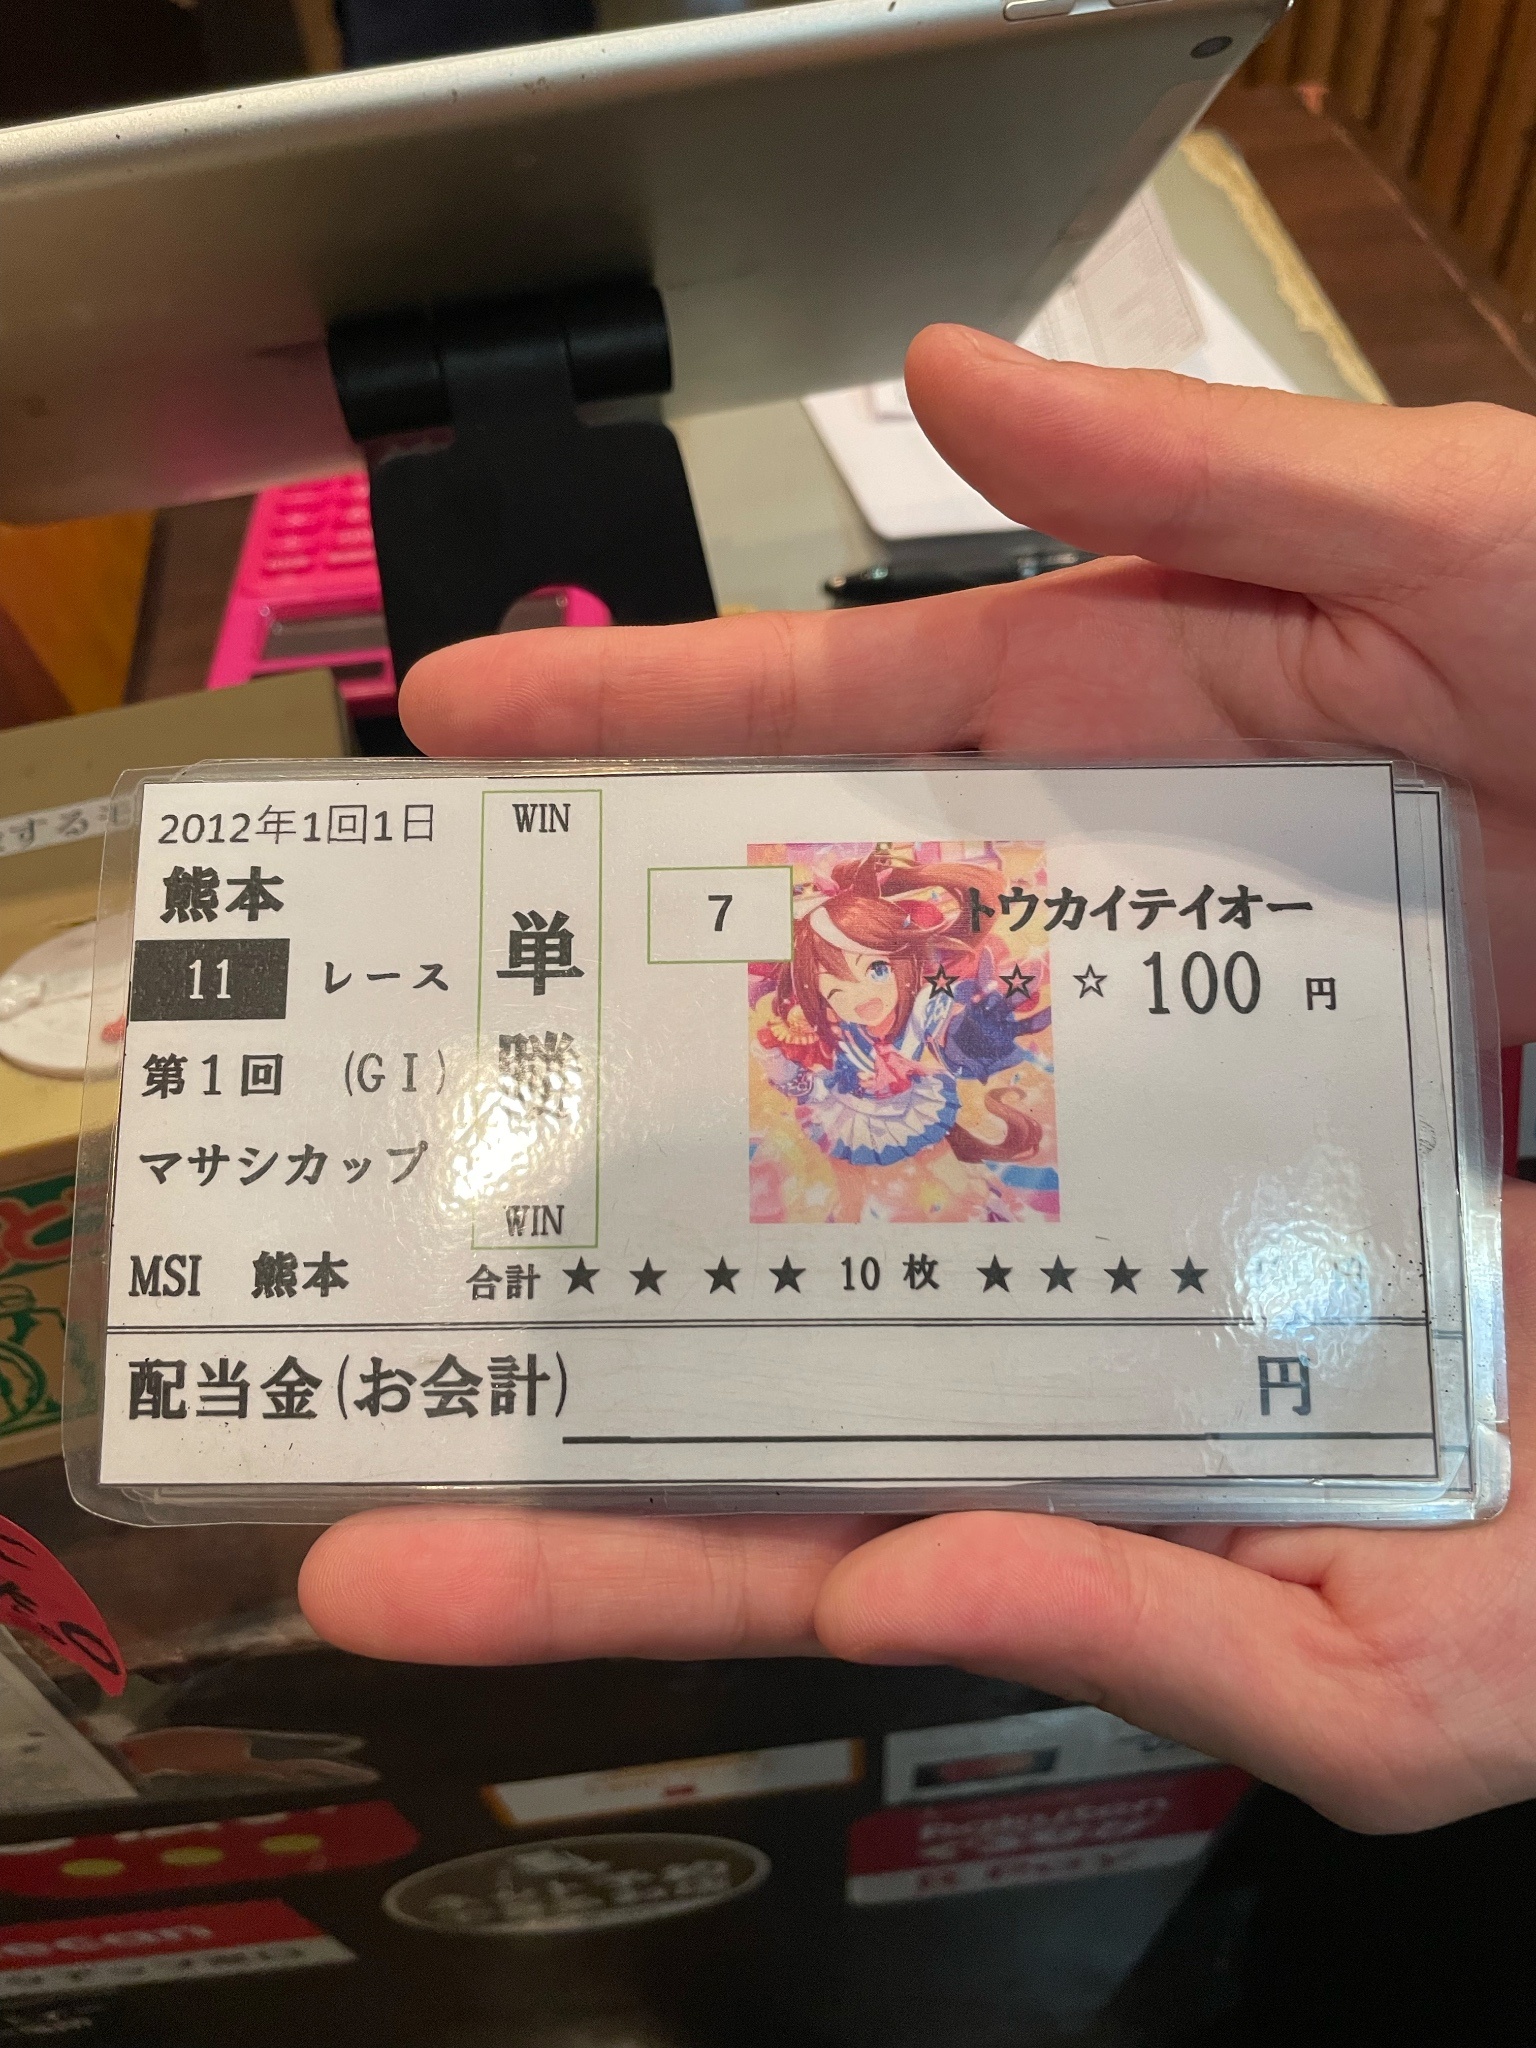 2012年1回1日
熊本
11 レース
第1回 (GI)
マサシカップ
MSI 熊本
WIN
単勝
WIN
7
トウカイテイオー
☆ ☆ ☆ 100 円
合計 ★ ★ ★ ★ 10 枚 ★ ★ ★ ★
配当金(お会計) 円
する